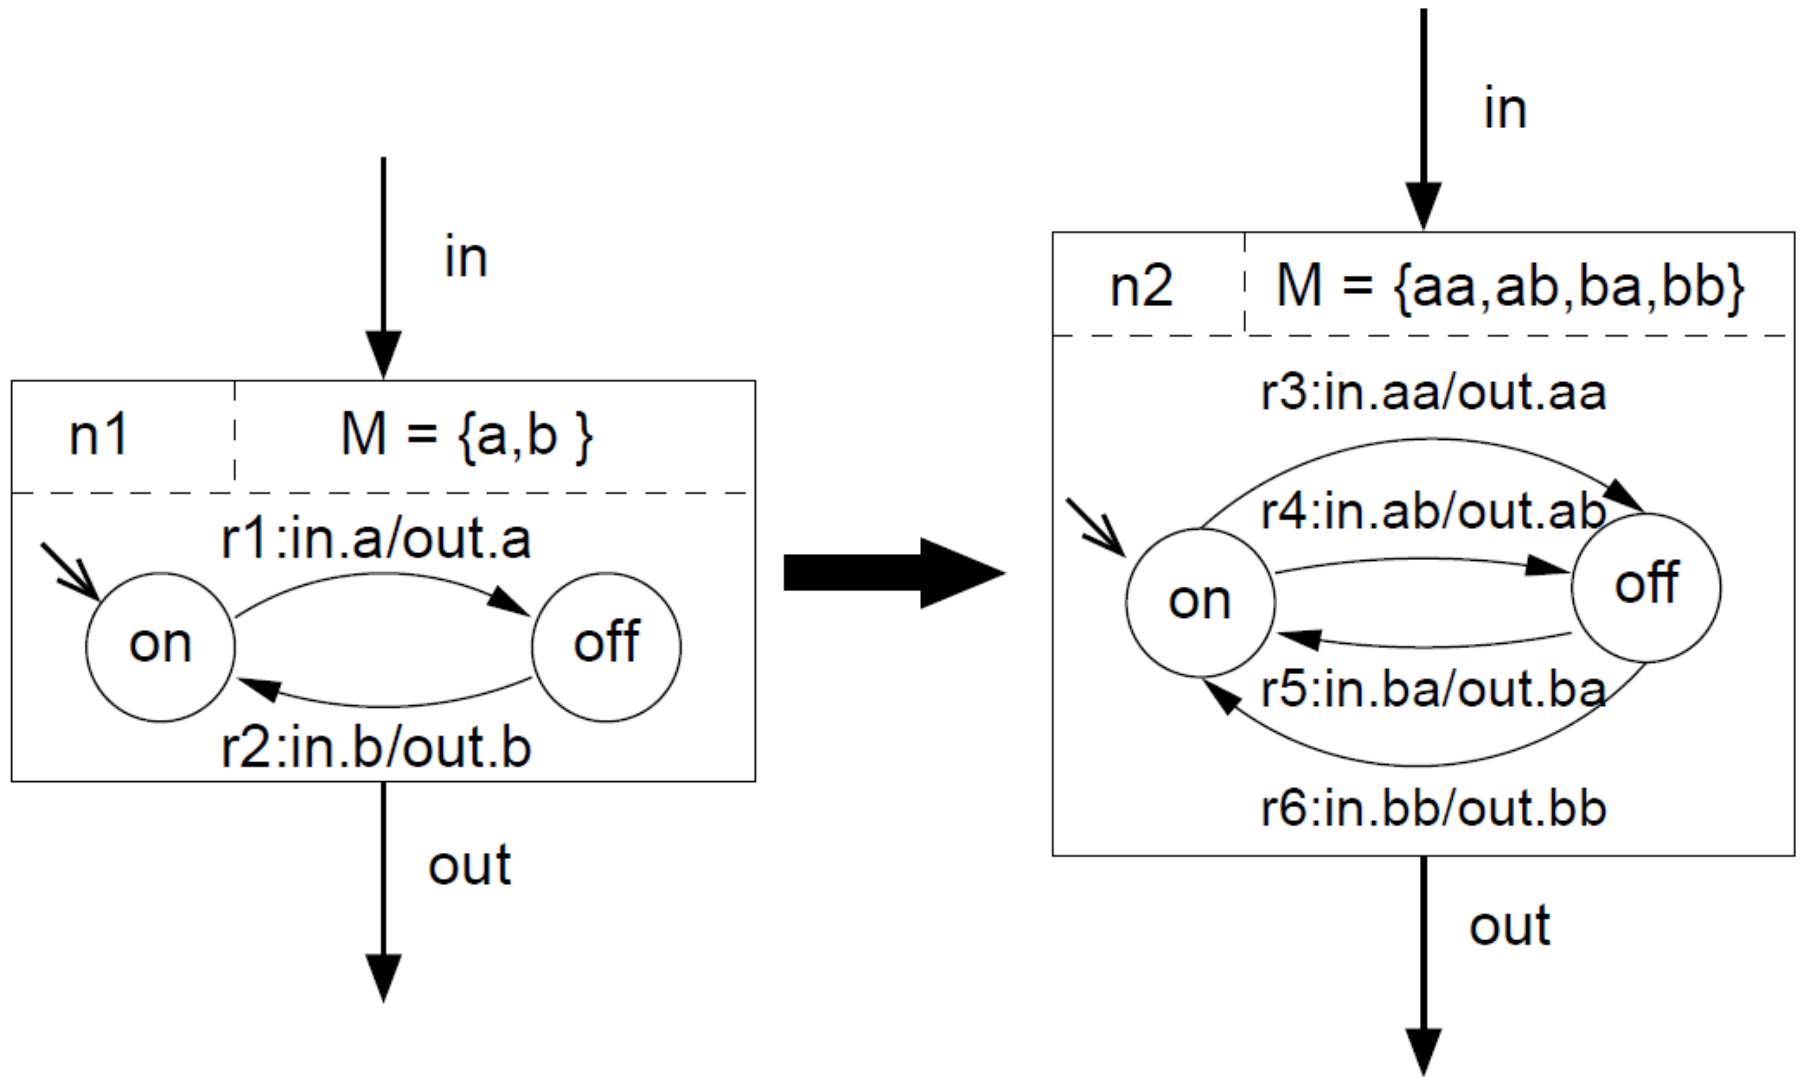 in
n1
M = {a,b }
r1:in.a/out.a
on
off
r2:in.b/out.b
out
in
n2
M = {aa,ab,ba,bb}
r3:in.aa/out.aa
r4:in.ab/out.ab
on
off
r5:in.ba/out.ba
r6:in.bb/out.bb
out